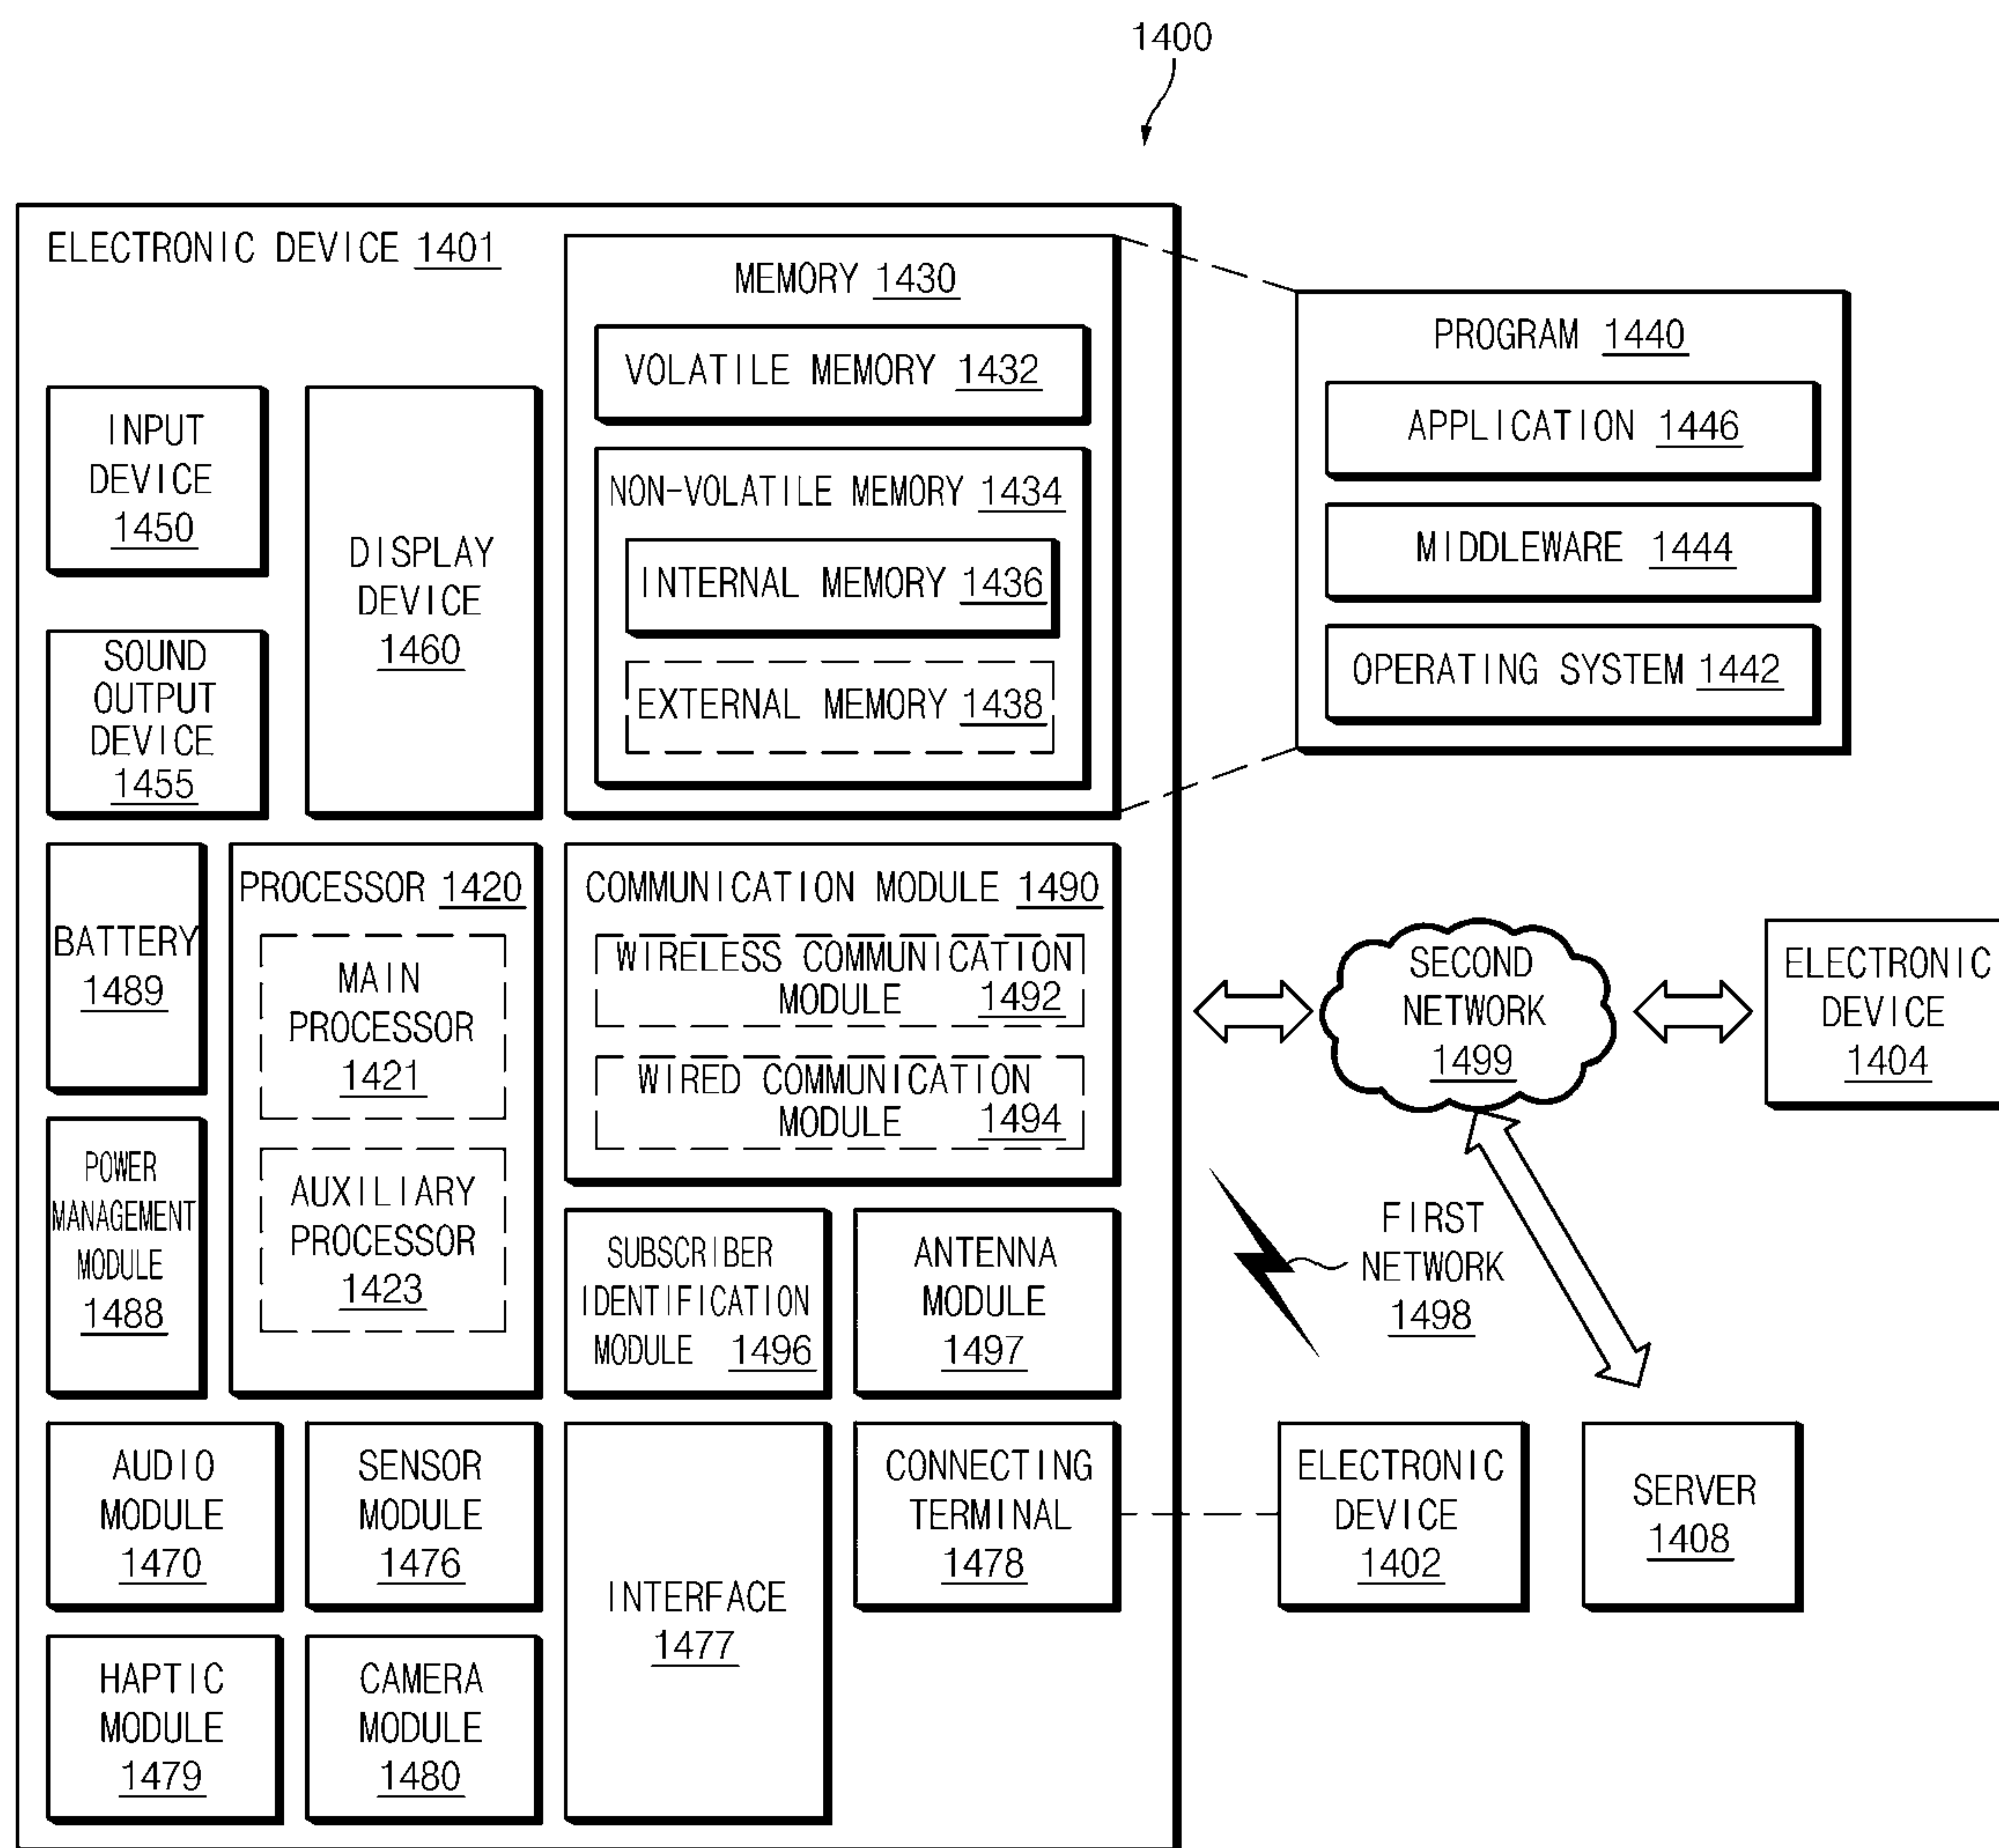 1400
ELECTRONIC DEVICE 1401
MEMORY 1430
VOLATILE MEMORY 1432
NON-VOLATILE MEMORY 1434
INTERNAL MEMORY 1436
EXTERNAL MEMORY 1438
PROGRAM 1440
APPLICATION 1446
MIDDLEWARE 1444
OPERATING SYSTEM 1442
INPUT
DEVICE
1450
SOUND
OUTPUT
DEVICE
1455
DISPLAY
DEVICE
1460
BATTERY
1489
POWER
MANAGEMENT
MODULE
1488
PROCESSOR 1420
MAIN
PROCESSOR
1421
AUXILIARY
PROCESSOR
1423
COMMUNICATION MODULE 1490
WIRELESS COMMUNICATION
MODULE 1492
WIRED COMMUNICATION
MODULE 1494
SUBSCRIBER
IDENTIFICATION
MODULE 1496
ANTENNA
MODULE
1497
SECOND
NETWORK
1499
ELECTRONIC
DEVICE
1404
FIRST
NETWORK
1498
AUDIO
MODULE
1470
SENSOR
MODULE
1476
INTERFACE
1477
CONNECTING
TERMINAL
1478
ELECTRONIC
DEVICE
1402
SERVER
1408
HAPTIC
MODULE
1479
CAMERA
MODULE
1480